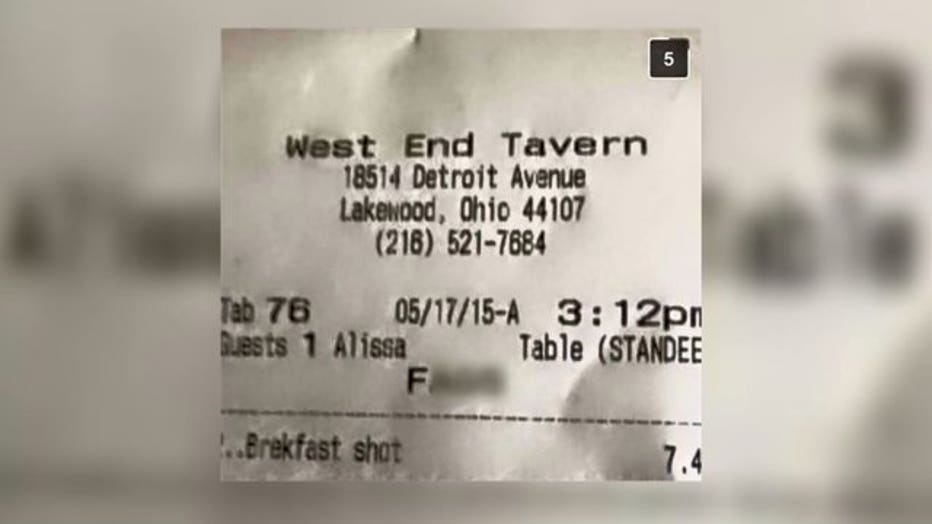 5
West End Tavern
18514 Detroit Avenue
Lakewood, Ohio 44107
(216) 521-7684
Tab 76 05/17/15-A 3:12pm
Guests 1 Alissa Table (STANDEE
F
..Brekfast shot 7.4